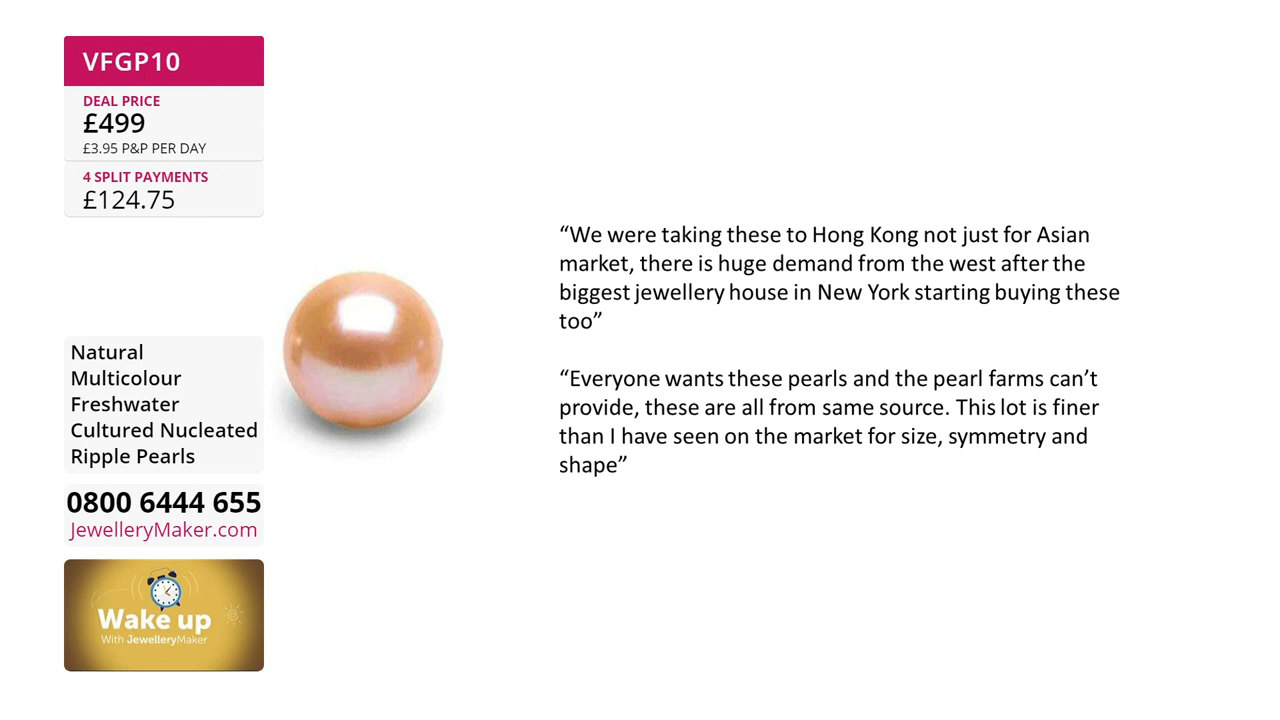 VFGP10
DEAL PRICE
£499
£3.95 P&P PER DAY
4 SPLIT PAYMENTS
£124.75
Natural
Multicolour
Freshwater
Cultured Nucleated
Ripple Pearls
0800 6444 655
JewelleryMaker.com
Wake up
With JewelleryMaker
“We were taking these to Hong Kong not just for Asian
market, there is huge demand from the west after the
biggest jewellery house in New York starting buying these
too”
“Everyone wants these pearls and the pearl farms can’t
provide, these are all from same source. This lot is finer
than I have seen on the market for size, symmetry and
shape”